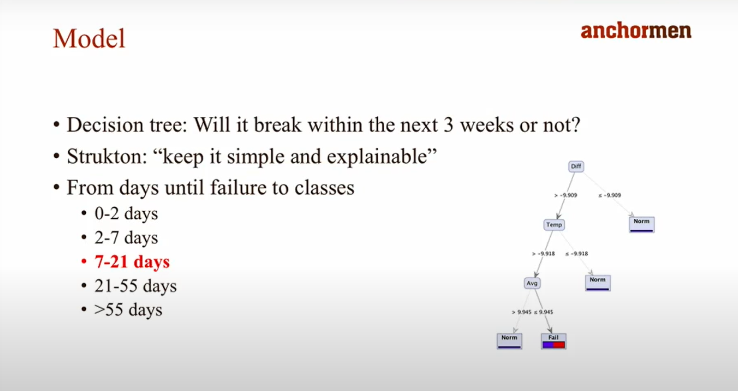 Model
anchormen
• Decision tree: Will it break within the next 3 weeks or not?
• Strukton: “keep it simple and explainable”
• From days until failure to classes
• 0-2 days
• 2-7 days
• 7-21 days
• 21-55 days
• >55 days
Diff
> -9.909 ≤ -9.909
Temp
Norm
> -9.918 ≤ -9.918
Avg
Norm
> 9.945 ≤ 9.945
Norm
Fail